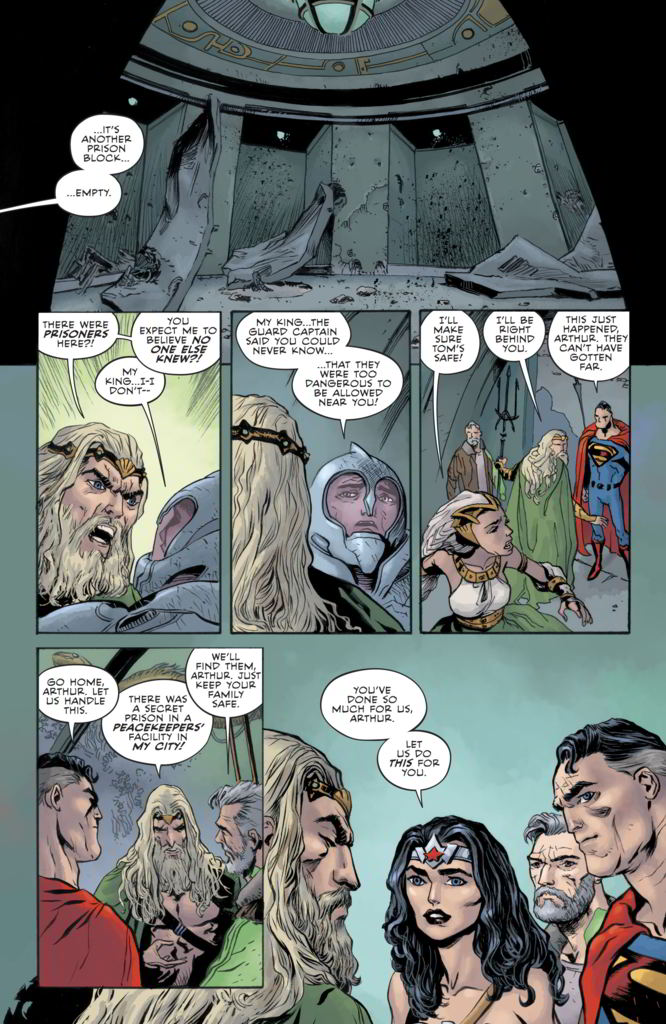 ...IT'S
ANOTHER
PRISON
BLOCK...
...EMPTY.
THERE WERE
PRISONERS
HERE?!
YOU
EXPECT ME TO
BELIEVE NO
ONE ELSE
KNEW?!
MY
KING...I-I
DON'T--
MY KING...THE
GUARD CAPTAIN
SAID YOU COULD
NEVER KNOW...
...THAT THEY
WERE TOO
DANGEROUS TO
BE ALLOWED
NEAR YOU!
I'LL
MAKE
SURE
TOM'S
SAFE!
I'LL BE
RIGHT
BEHIND
YOU.
THIS JUST
HAPPENED,
ARTHUR. THEY
CAN'T HAVE
GOTTEN
FAR.
GO HOME,
ARTHUR. LET
US HANDLE
THIS.
THERE WAS
A SECRET
PRISON IN A
PEACEKEEPERS'
FACILITY IN
MY CITY!
WE'LL
FIND THEM,
ARTHUR. JUST
KEEP YOUR
FAMILY
SAFE.
YOU'VE
DONE SO
MUCH FOR US,
ARTHUR.
LET
US DO
THIS FOR
YOU.